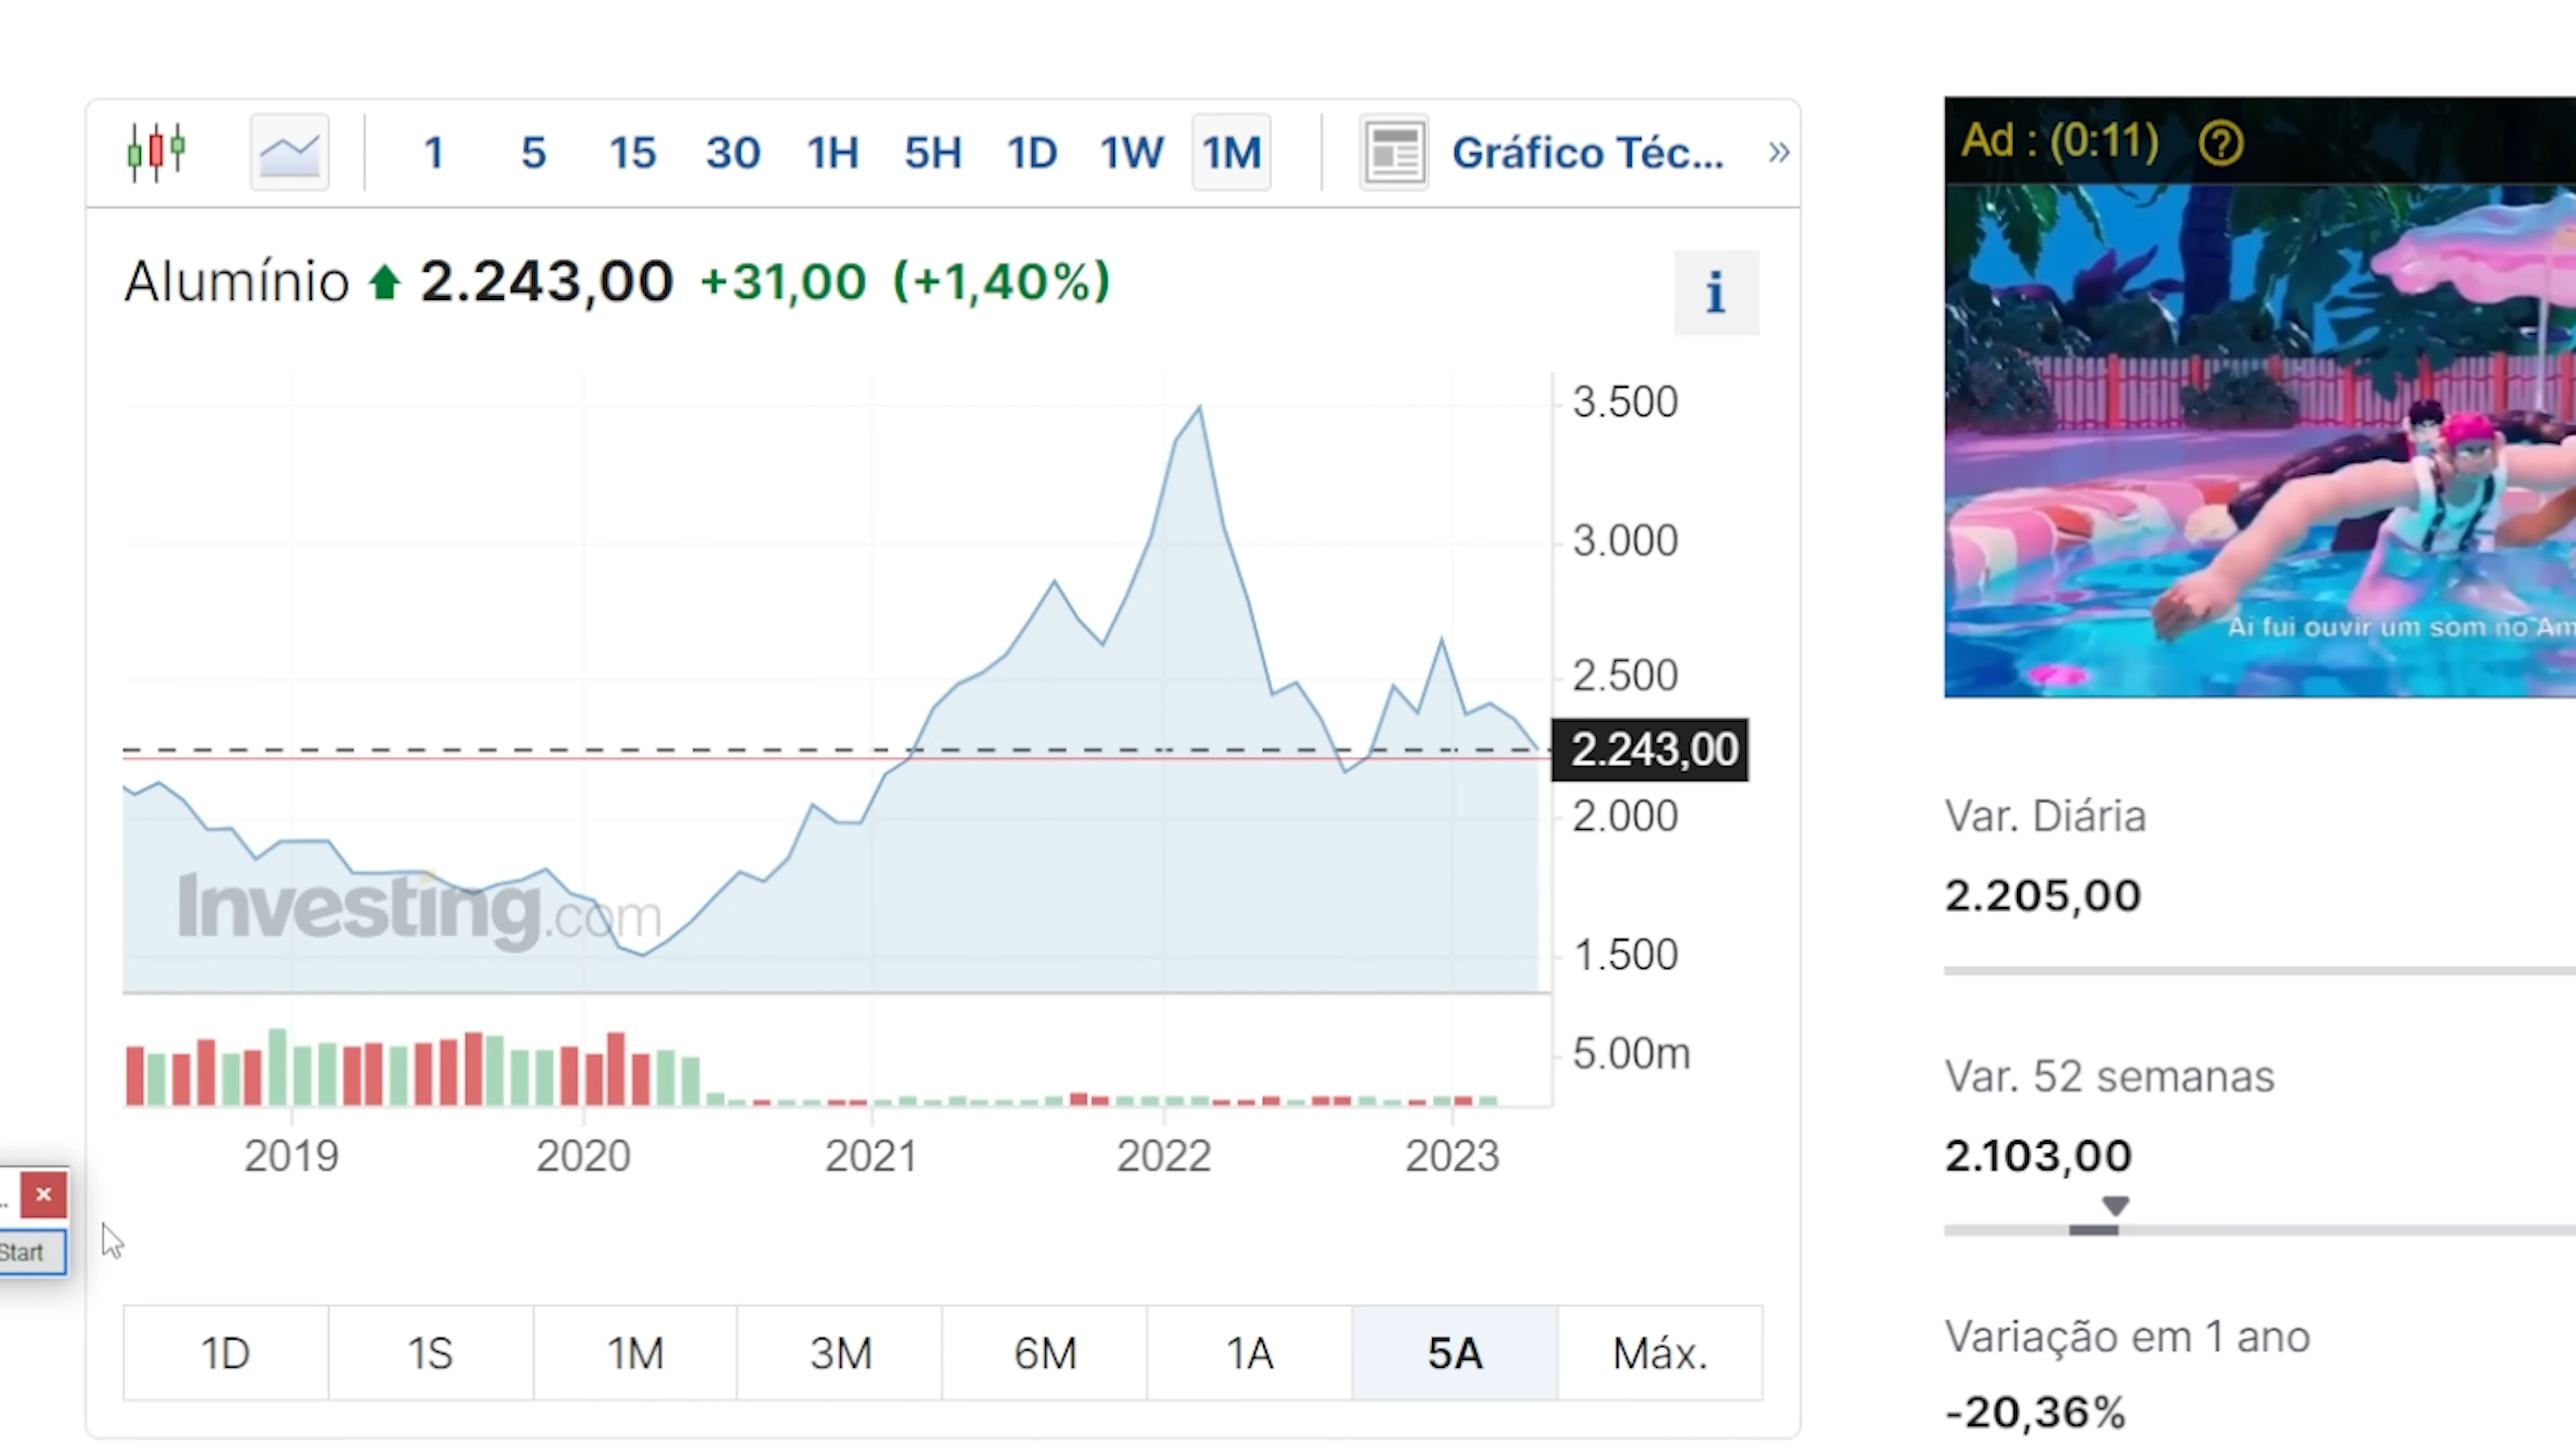 1 5 15 30 1H 5H 1D 1W 1M Gráfico Téc... »
Alumínio 2.243,00 +31,00 (+1,40%)
i
3.500
3.000
2.500
2.243,00
2.000
1.500
Investing.com
5.00m
2019 2020 2021 2022 2023
1D 1S 1M 3M 6M 1A 5A Máx.
.. ×
Start
Ad : (0:11) ?
Ai fui ouvir um som no Am
Var. Diária
2.205,00
Var. 52 semanas
2.103,00
Variação em 1 ano
-20,36%